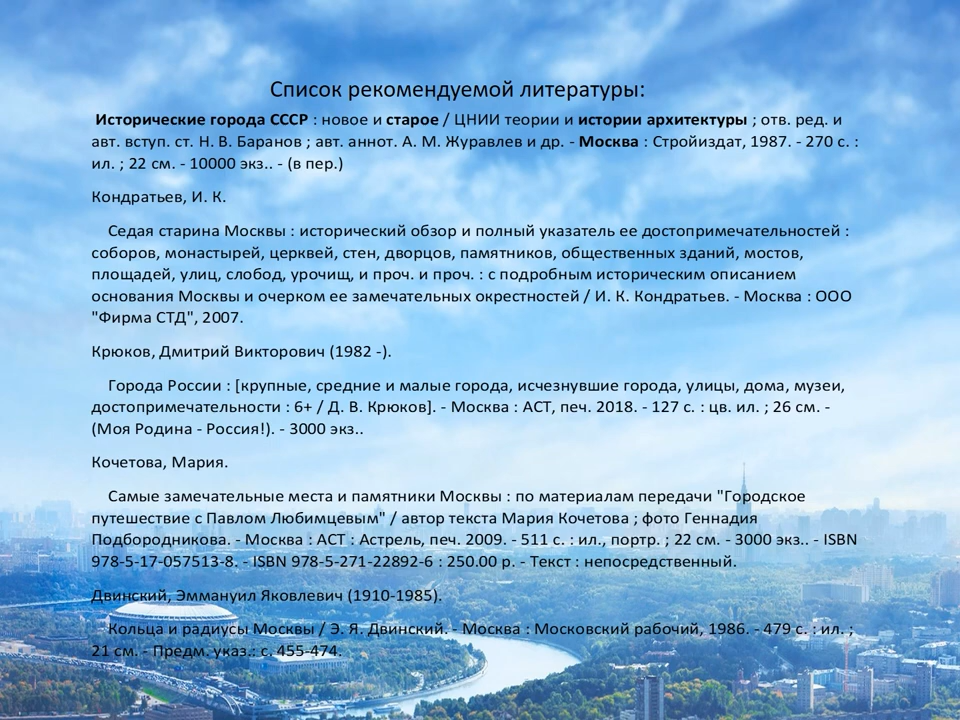 Список рекомендуемой литературы:
Исторические города СССР : новое и старое / ЦНИИ теории и истории архитектуры ; отв. ред. и
авт. вступ. ст. Н. В. Баранов ; авт. аннот. А. М. Журавлев и др. - Москва : Стройиздат, 1987. - 270 с. :
ил. ; 22 см. - 10000 экз.. - (в пер.)
Кондратьев, И. К.
Седая старина Москвы : исторический обзор и полный указатель ее достопримечательностей :
соборов, монастырей, церквей, стен, дворцов, памятников, общественных зданий, мостов,
площадей, улиц, слобод, урочищ, и проч. и проч. : с подробным историческим описанием
основания Москвы и очерком ее замечательных окрестностей / И. К. Кондратьев. - Москва : ООО
"Фирма СТД", 2007.
Крюков, Дмитрий Викторович (1982 -).
Города России : [крупные, средние и малые города, исчезнувшие города, улицы, дома, музеи,
достопримечательности : 6+ / Д. В. Крюков]. - Москва : АСТ, печ. 2018. - 127 с. : цв. ил. ; 26 см. -
(Моя Родина - Россия!). - 3000 экз..
Кочетова, Мария.
Самые замечательные места и памятники Москвы : по материалам передачи "Городское
путешествие с Павлом Любимцевым" / автор текста Мария Кочетова ; фото Геннадия
Подбородникова. - Москва : АСТ : Астрель, печ. 2009. - 511 с. : ил., портр. ; 22 см. - 3000 экз.. - ISBN
978-5-17-057513-8. - ISBN 978-5-271-22892-6 : 250.00 р. - Текст : непосредственный.
Двинский, Эммануил Яковлевич (1910-1985).
Кольца и радиусы Москвы / Э. Я. Двинский. - Москва : Московский рабочий, 1986. - 479 с. : ил. ;
21 см. - Предм. указ.: с. 455-474.